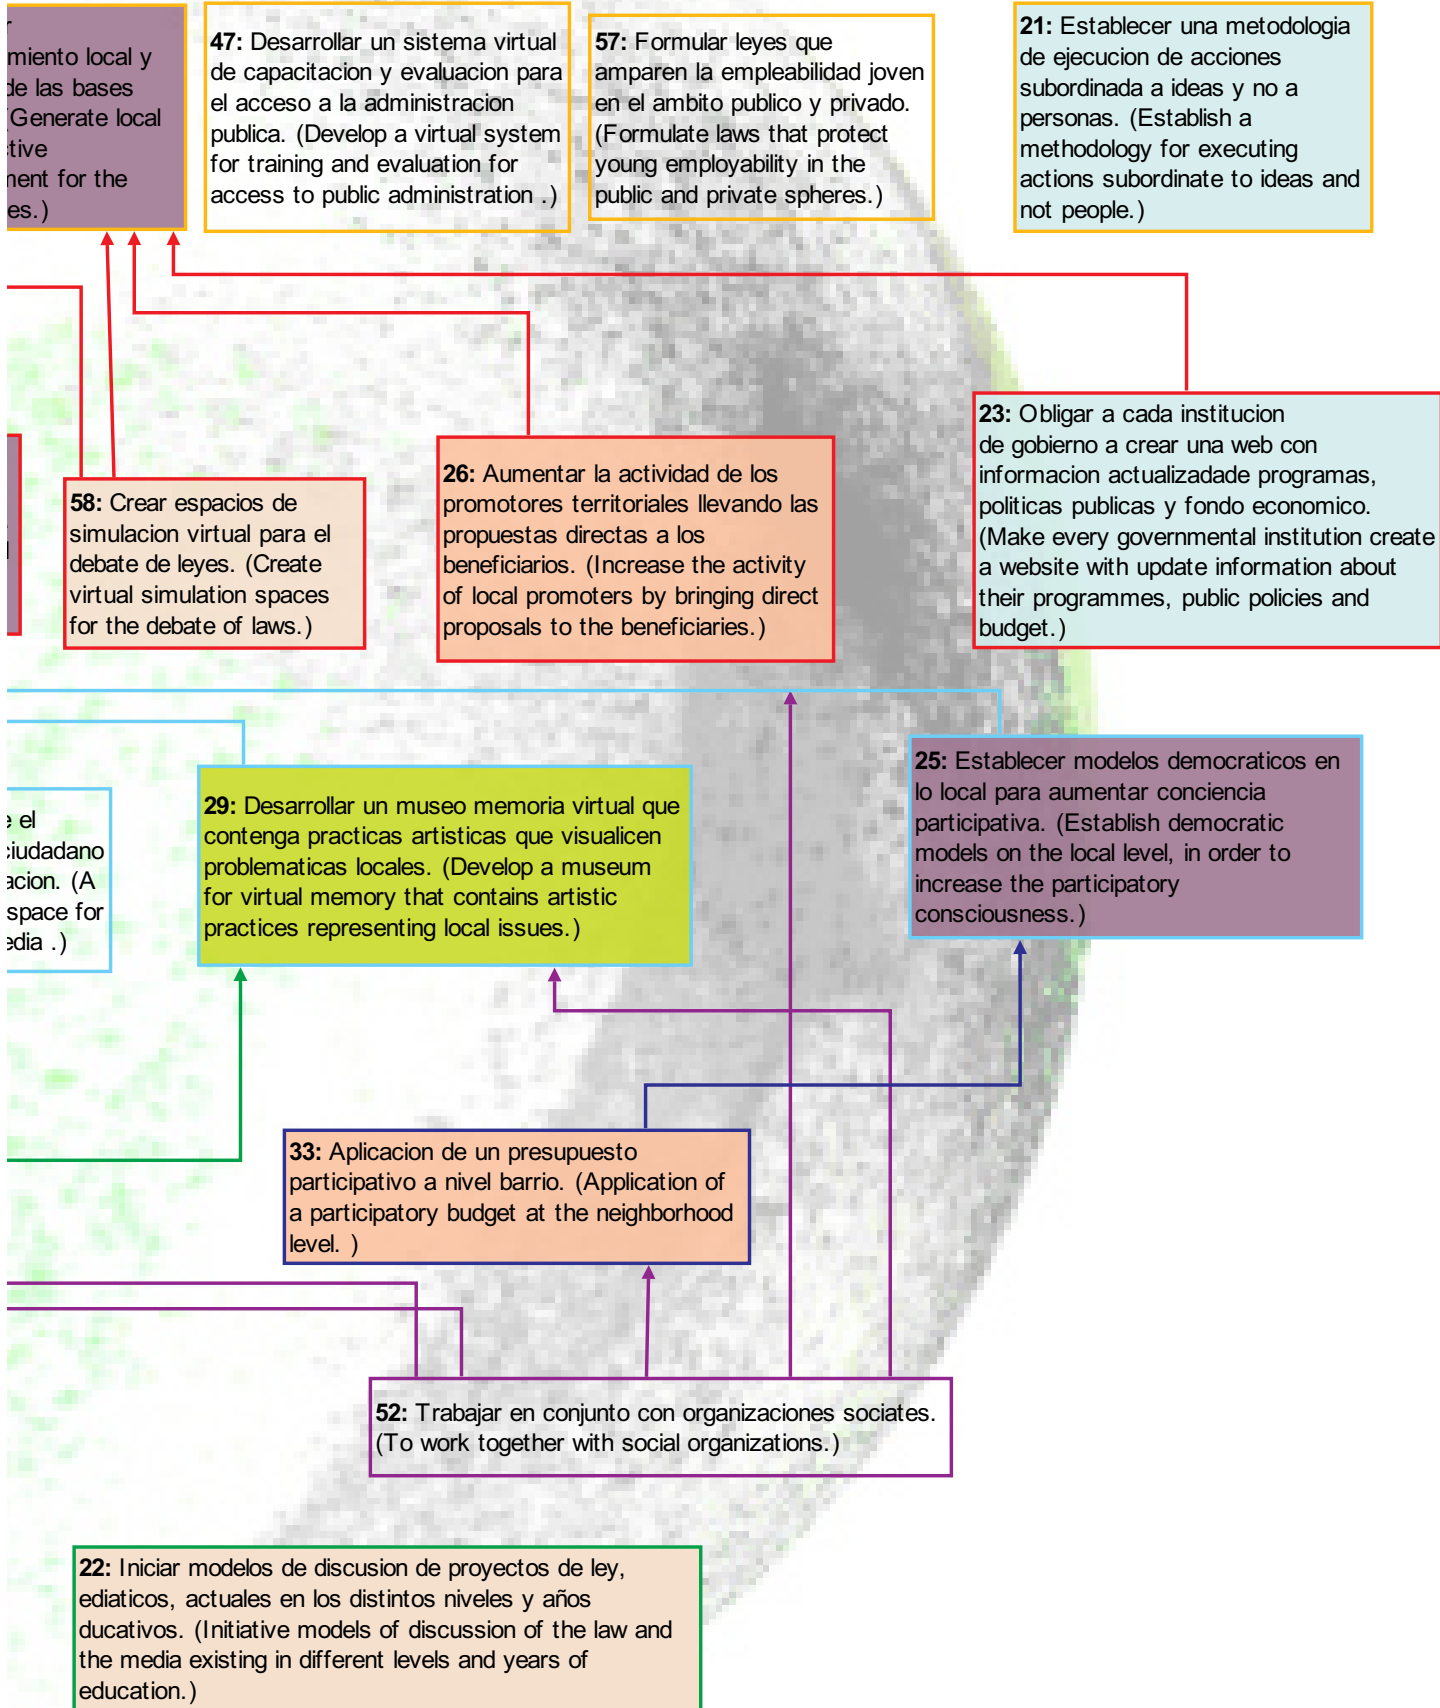 miento local y
de las bases
(Generate local
es.)
47: Desarrollar un sistema virtual
de capacitacion y evaluacion para
el acceso a la administracion
publica. (Develop a virtual system
for training and evaluation for
access to public administration .)
57: Formular leyes que
amparen la empleabilidad joven
en el ambito publico y privado.
(Formulate laws that protect
young employability in the
public and private spheres.)
21: Establecer una metodologia
de ejecucion de acciones
subordinada a ideas y no a
personas. (Establish a
methodology for executing
actions subordinate to ideas and
not people.)
58: Crear espacios de
simulacion virtual para el
debate de leyes. (Create
virtual simulation spaces
for the debate of laws.)
26: Aumentar la actividad de los
promotores territoriales llevando las
propuestas directas a los
beneficiarios. (Increase the activity
of local promoters by bringing direct
proposals to the beneficiaries.)
23: Obligar a cada institucion
de gobierno a crear una web con
informacion actualizadade programas,
politicas publicas y fondo economico.
(Make every governmental institution create
a website with update information about
their programmes, public policies and
budget.)
e el
ciudadano
acion. (A
space for
edia .)
29: Desarrollar un museo memoria virtual que
contenga practicas artisticas que visualicen
problematicas locales. (Develop a museum
for virtual memory that contains artistic
practices representing local issues.)
25: Establecer modelos democraticos en
lo local para aumentar conciencia
participativa. (Establish democratic
models on the local level, in order to
increase the participatory
consciousness.)
33: Aplicacion de un presupuesto
participativo a nivel barrio. (Application of
a participatory budget at the neighborhood
level. )
52: Trabajar en conjunto con organizaciones sociates.
(To work together with social organizations.)
22: Iniciar modelos de discusion de proyectos de ley,
ediaticos, actuales en los distintos niveles y años
ducativos. (Initiative models of discussion of the law and
the media existing in different levels and years of
education.)